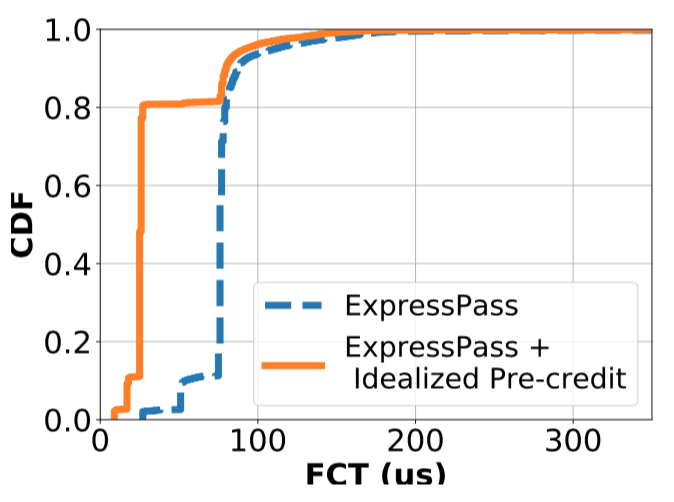 1.0
0.8
0.6
0.4
0.2
0.0
CDF
ExpressPass
ExpressPass +
Idealized Pre-credit
0 100 200 300
FCT (us)